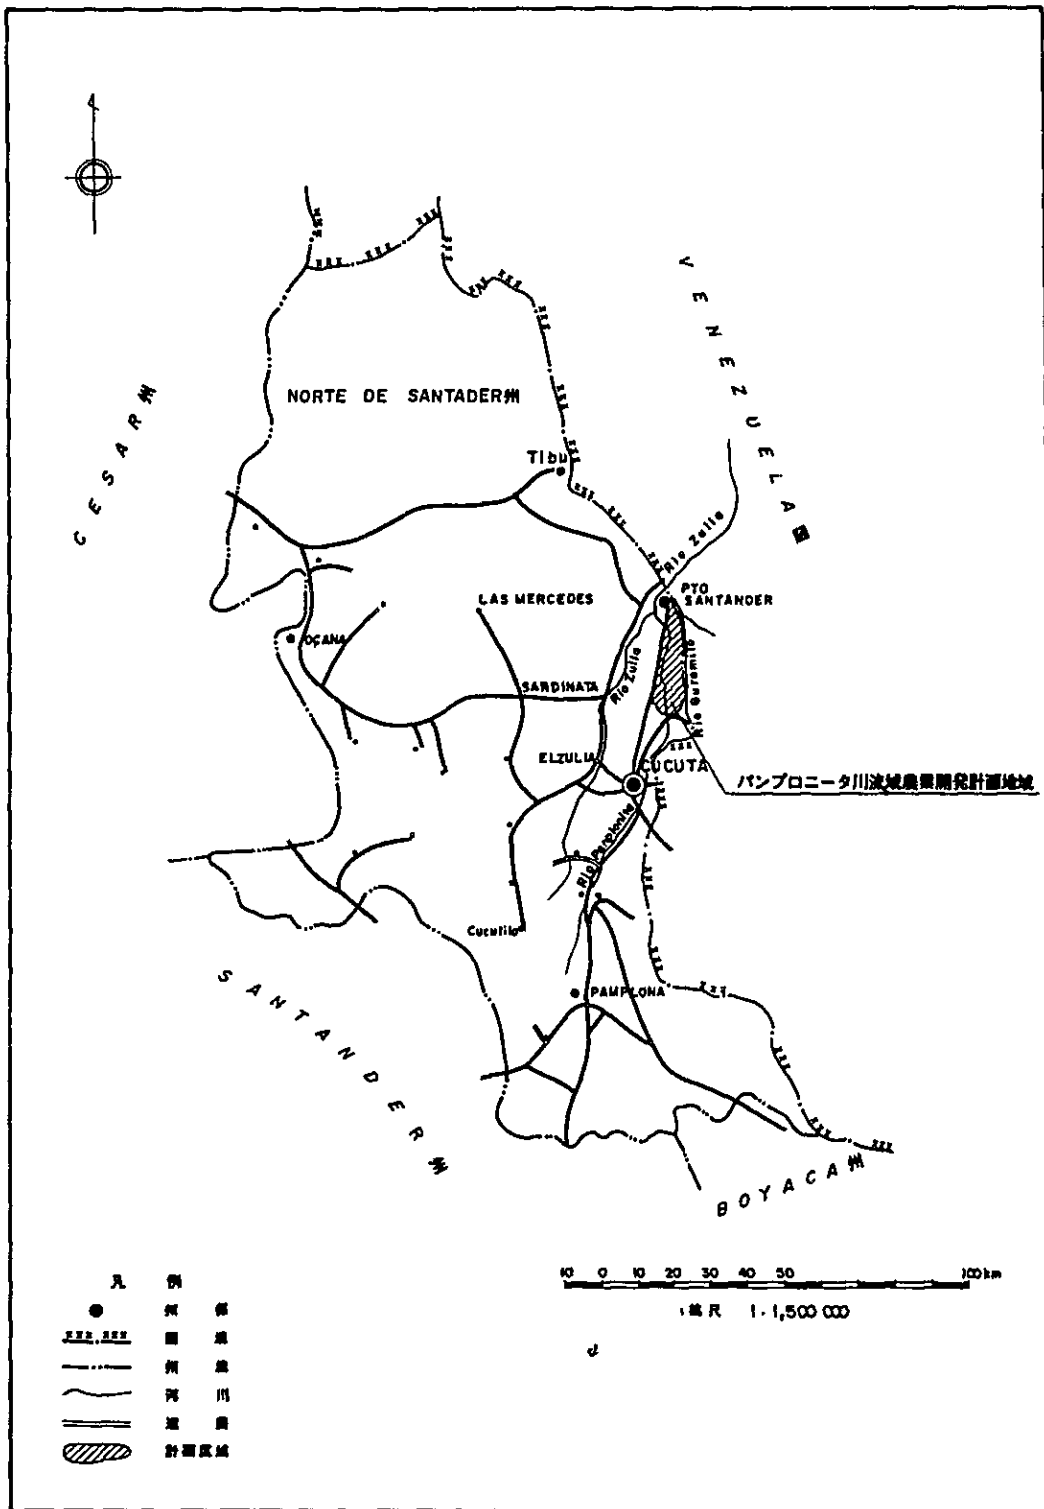 VENEZUELA国
CESAR州
NORTE DE SANTADER州
Tibu
Rio Zulia
PTO
SANTANDER
LAS MERCEDES
OCANA
Rio Zulia
SARDINATA
ELZULIA
CUCUTA
パンプロニータ川流域農業開発計画地域
Rio Pamplonita
Cucutilla
PAMPLONA
SANTANDER州
BOYACA州
凡例
州都
国境
州境
河川
道路
計画区域
10 0 10 20 30 40 50 100km
縮尺 1:1,500 000